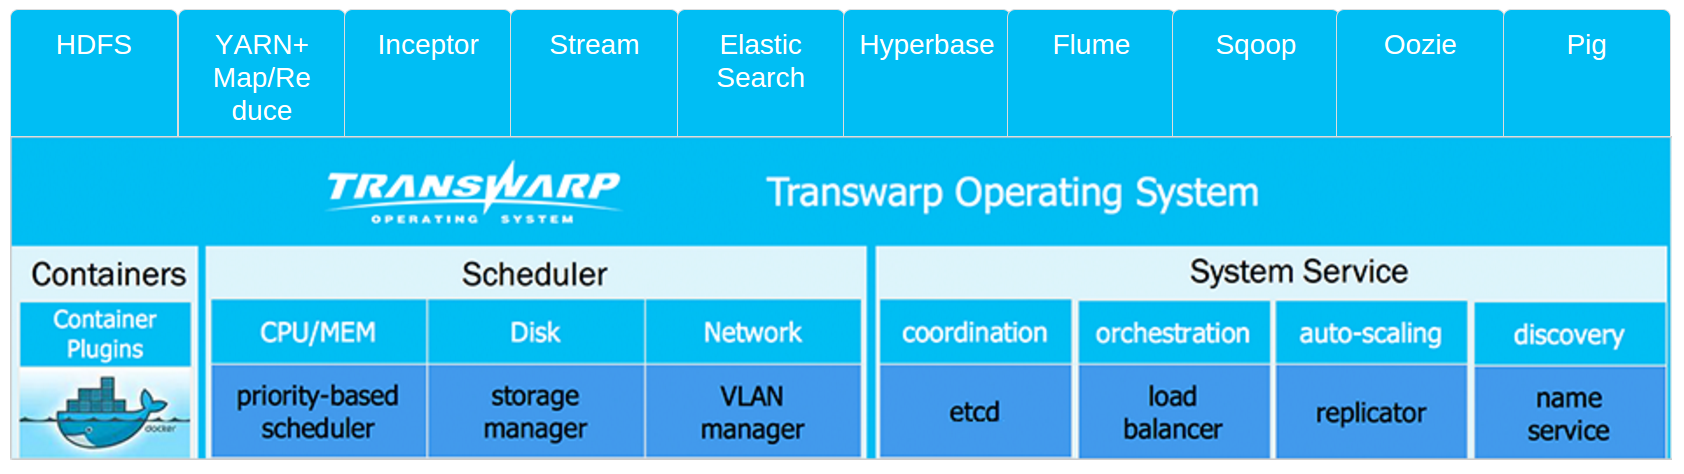 HDFS
YARN+
Map/Re
duce
Inceptor
Stream
Elastic
Search
Hyperbase
Flume
Sqoop
Oozie
Pig
TRANSWARP
OPERATING SYSTEM
Transwarp Operating System
Containers
Container
Plugins
docker
Scheduler
CPU/MEM
Disk
Network
priority-based
scheduler
storage
manager
VLAN
manager
System Service
coordination
orchestration
auto-scaling
discovery
etcd
load
balancer
replicator
name
service